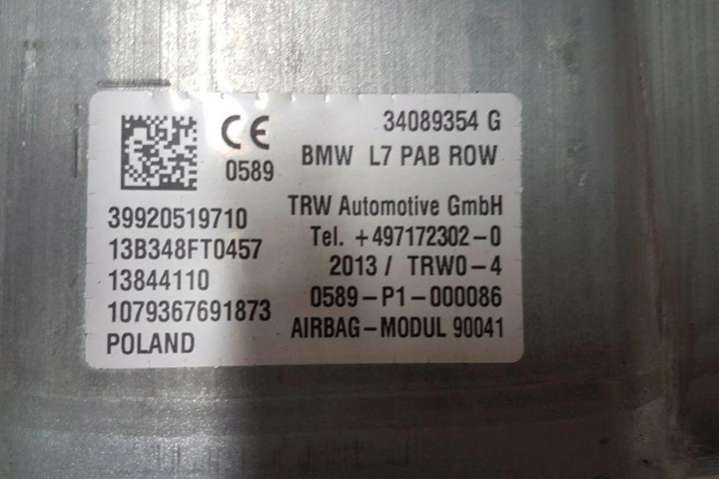 CE
0589
39920519710
13B348FT0457
13844110
1079367691873
POLAND
34089354 G
BMW L7 PAB ROW
TRW Automotive GmbH
Tel. +497172302-0
2013 / TRW0-4
0589-P1-000086
AIRBAG-MODUL 90041